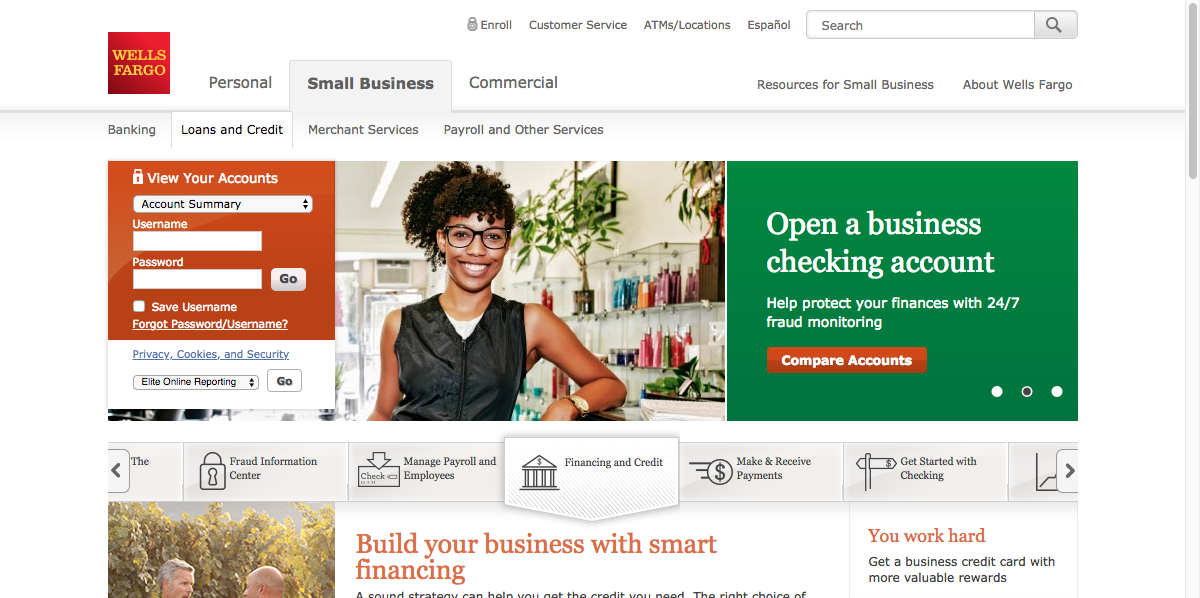 Enroll
Customer Service
ATMs/Locations
Español
Search
WELLS
FARGO
Personal
Small Business
Commercial
Resources for Small Business
About Wells Fargo
Banking
Loans and Credit
Merchant Services
Payroll and Other Services
View Your Accounts
Account Summary
Username
Password
Go
Save Username
Forgot Password/Username?
Privacy, Cookies, and Security
Elite Online Reporting
Go
Open a business
checking account
Help protect your finances with 24/7
fraud monitoring
Compare Accounts
The
Fraud Information
Center
Check
Manage Payroll and
Employees
$
Financing and Credit
$
Make & Receive
Payments
$
Get Started with
Checking
Build your business with smart
financing
A sound strategy can help you get the credit you need. The right choice of
You work hard
Get a business credit card with
more valuable rewards